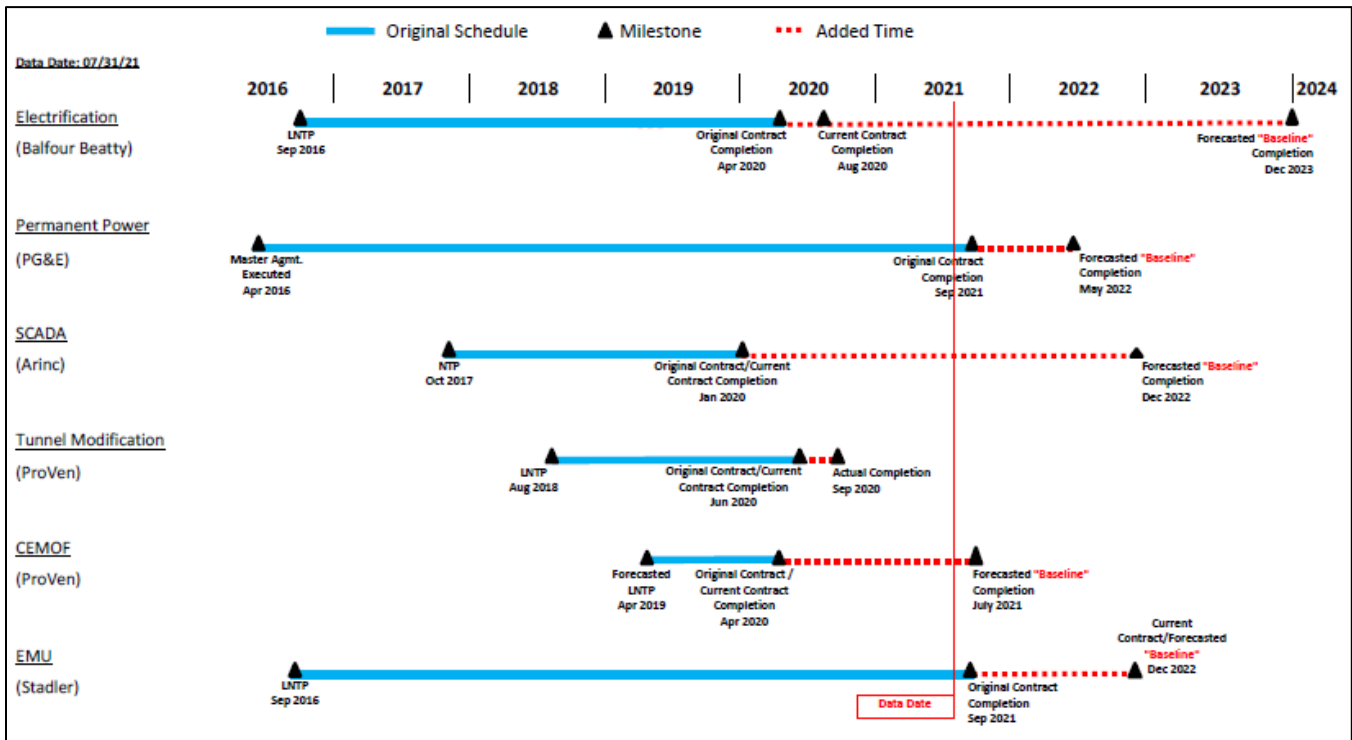 Original Schedule
Milestone
Added Time
Data Date: 07/31/21
2016
2017
2018
2019
2020
2021
2022
2023
2024
Electrification
(Balfour Beatty)
LNTP
Sep 2016
Original Contract
Completion
Apr 2020
Current Contract
Completion
Aug 2020
Forecasted "Baseline"
Completion
Dec 2023
Permanent Power
(PG&E)
Master Agmt.
Executed
Apr 2016
Original Contract
Completion
Sep 2021
Forecasted "Baseline"
Completion
May 2022
SCADA
(Arinc)
NTP
Oct 2017
Original Contract/Current
Contract Completion
Jan 2020
Forecasted "Baseline"
Completion
Dec 2022
Tunnel Modification
(ProVen)
LNTP
Aug 2018
Original Contract/Current
Contract Completion
Jun 2020
Actual Completion
Sep 2020
CEMOF
(ProVen)
Forecasted
LNTP
Apr 2019
Original Contract /
Current Contract
Completion
Apr 2020
Forecasted "Baseline"
Completion
July 2021
EMU
(Stadler)
LNTP
Sep 2016
Original Contract
Completion
Sep 2021
Current
Contract/Forecasted
"Baseline"
Dec 2022
Data Date